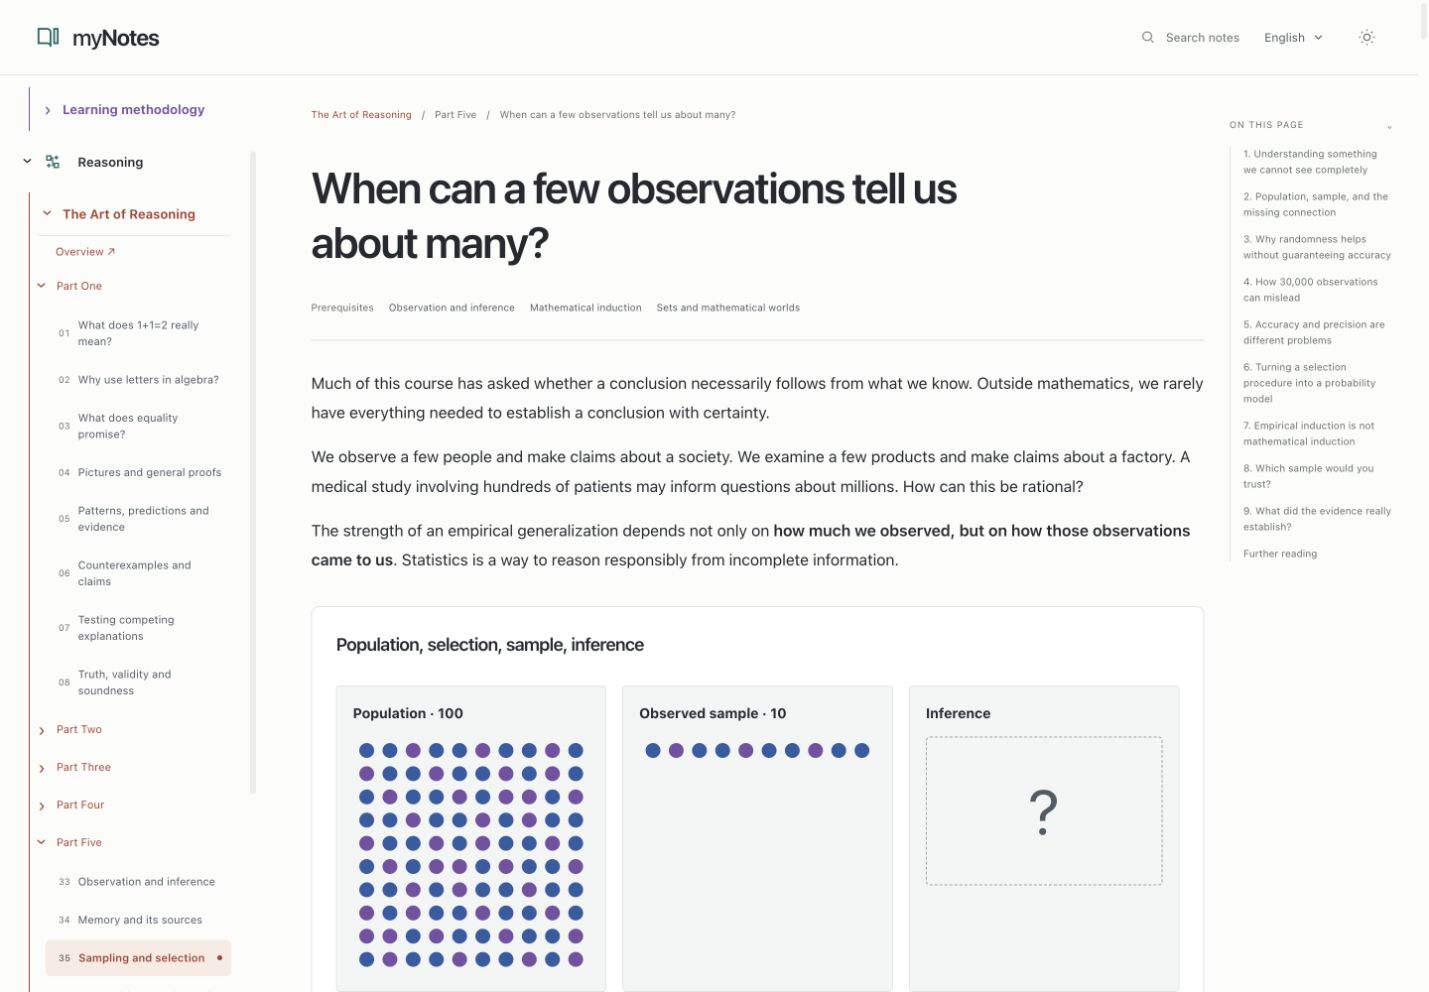 myNotes
Search notes
English
Learning methodology
Reasoning
The Art of Reasoning
Overview ↗
Part One
01 What does 1+1=2 really
mean?
02 Why use letters in algebra?
03 What does equality
promise?
04 Pictures and general proofs
05 Patterns, predictions and
evidence
06 Counterexamples and
claims
07 Testing competing
explanations
08 Truth, validity and
soundness
Part Two
Part Three
Part Four
Part Five
33 Observation and inference
34 Memory and its sources
35 Sampling and selection
The Art of Reasoning / Part Five / When can a few observations tell us about many?
When can a few observations tell us
about many?
Prerequisites Observation and inference Mathematical induction Sets and mathematical worlds
Much of this course has asked whether a conclusion necessarily follows from what we know. Outside mathematics, we rarely
have everything needed to establish a conclusion with certainty.
We observe a few people and make claims about a society. We examine a few products and make claims about a factory. A
medical study involving hundreds of patients may inform questions about millions. How can this be rational?
The strength of an empirical generalization depends not only on how much we observed, but on how those observations
came to us. Statistics is a way to reason responsibly from incomplete information.
Population, selection, sample, inference
Population · 100
Observed sample · 10
Inference
?
ON THIS PAGE
1. Understanding something
we cannot see completely
2. Population, sample, and the
missing connection
3. Why randomness helps
without guaranteeing accuracy
4. How 30,000 observations
can mislead
5. Accuracy and precision are
different problems
6. Turning a selection
procedure into a probability
model
7. Empirical induction is not
mathematical induction
8. Which sample would you
trust?
9. What did the evidence really
establish?
Further reading